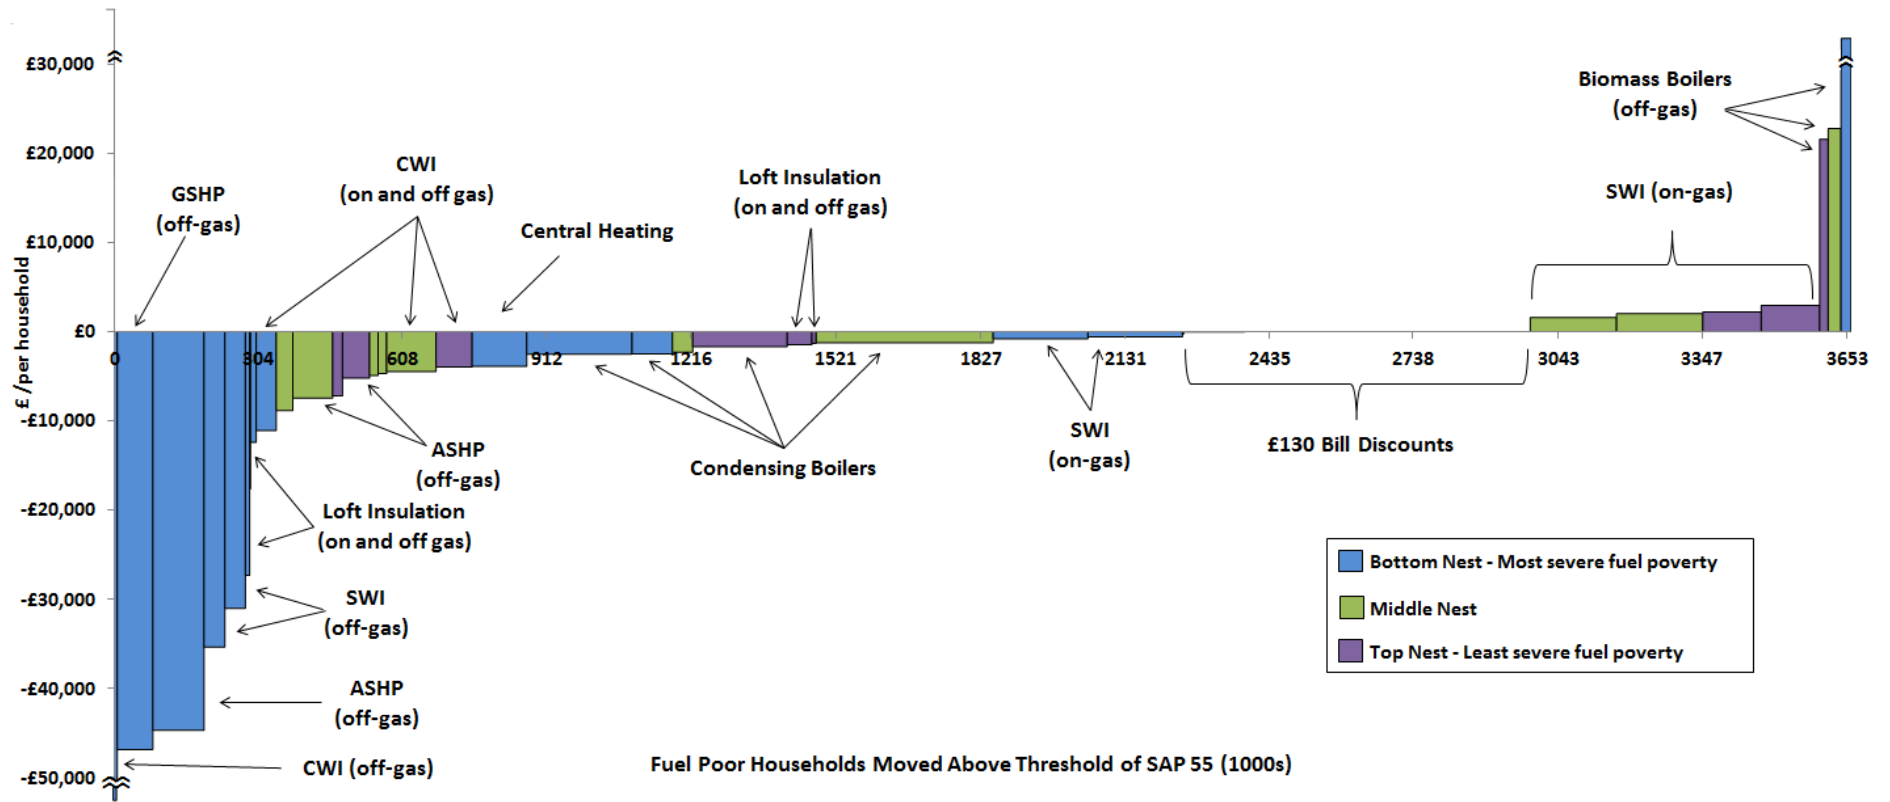 £30,000
£20,000
£10,000
£0
-£10,000
-£20,000
-£30,000
-£40,000
-£50,000
£ /per household
GSHP
(off-gas)
CWI
(on and off gas)
Central Heating
Loft Insulation
(on and off gas)
Biomass Boilers
(off-gas)
SWI (on-gas)
0
304
608
912
1216
1521
1827
2131
2435
2738
3043
3347
3653
ASHP
(off-gas)
Condensing Boilers
SWI
(on-gas)
£130 Bill Discounts
Loft Insulation
(on and off gas)
SWI
(off-gas)
ASHP
(off-gas)
CWI (off-gas)
Bottom Nest - Most severe fuel poverty
Middle Nest
Top Nest - Least severe fuel poverty
Fuel Poor Households Moved Above Threshold of SAP 55 (1000s)